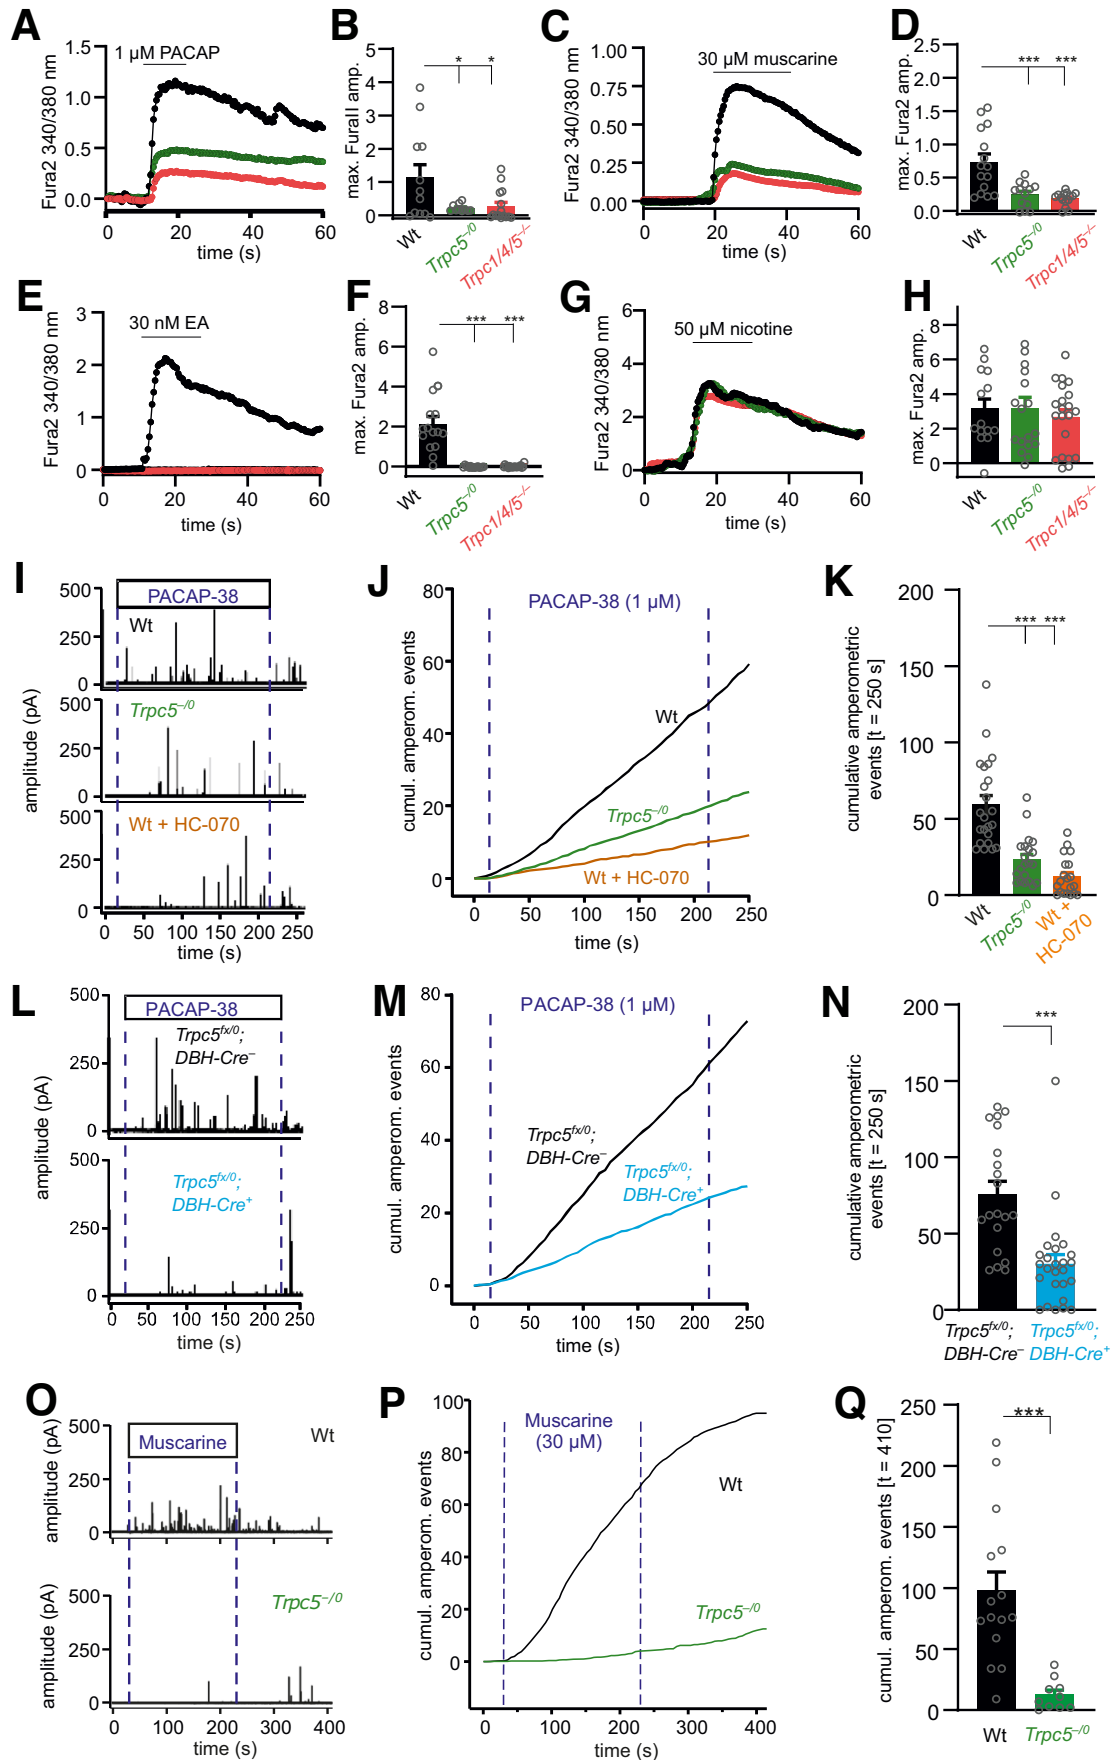 A
1 µM PACAP
Fura2 340/380 nm
1.5
1.0
0.5
0.0
0 20 40 60
time (s)
B
max. FuraII amp.
5
4
3
2
1
0
* *
Wt
Trpc5–/0
Trpc1/4/5–/–
C
30 µM muscarine
Fura2 340/380 nm
1.00
0.75
0.50
0.25
0.00
0 20 40 60
time (s)
D
max. Fura2 amp.
2.5
2.0
1.5
1.0
0.5
0.0
*** ***
Wt
Trpc5–/0
Trpc1/4/5–/–
E
30 nM EA
Fura2 340/380 nm
3
2
1
0
0 20 40 60
time (s)
F
max. Fura2 amp.
8
6
4
2
0
*** ***
Wt
Trpc5–/0
Trpc1/4/5–/–
G
50 µM nicotine
Fura2 340/380 nm
6
4
2
0
0 20 40 60
time (s)
H
max. Fura2 amp.
8
6
4
2
0
Wt
Trpc5–/0
Trpc1/4/5–/–
I
PACAP-38
amplitude (pA)
500
250
0
Wt
500
250
0
Trpc5–/0
500
250
0
Wt + HC-070
0 50 100 150 200 250
time (s)
J
PACAP-38 (1 µM)
cumul. amperom. events
80
60
40
20
0
Wt
Trpc5–/0
Wt + HC-070
0 50 100 150 200 250
time (s)
K
cumulative amperometric
events [t = 250 s]
200
150
100
50
0
*** ***
Wt
Trpc5–/0
Wt +
HC-070
L
PACAP-38
amplitude (pA)
500
250
0
Trpc5fx/0;
DBH-Cre–
amplitude (pA)
500
250
0
Trpc5fx/0;
DBH-Cre+
0 50 100 150 200 250
time (s)
M
PACAP-38 (1 µM)
cumul. amperom. events
80
60
40
20
0
Trpc5fx/0;
DBH-Cre–
Trpc5fx/0;
DBH-Cre+
0 50 100 150 200 250
time (s)
N
cumulative amperometric
events [t = 250 s]
200
150
100
50
0
***
Trpc5fx/0;
DBH-Cre–
Trpc5fx/0;
DBH-Cre+
O
Muscarine
Wt
amplitude (pA)
500
250
0
Trpc5–/0
amplitude (pA)
500
250
0
0 100 200 300 400
time (s)
P
Muscarine
(30 µM)
cumul. amperom. events
100
80
60
40
20
0
Wt
Trpc5–/0
0 100 200 300 400
time (s)
Q
cumul. amperom. events [t = 410]
250
200
150
100
50
0
***
Wt
Trpc5–/0